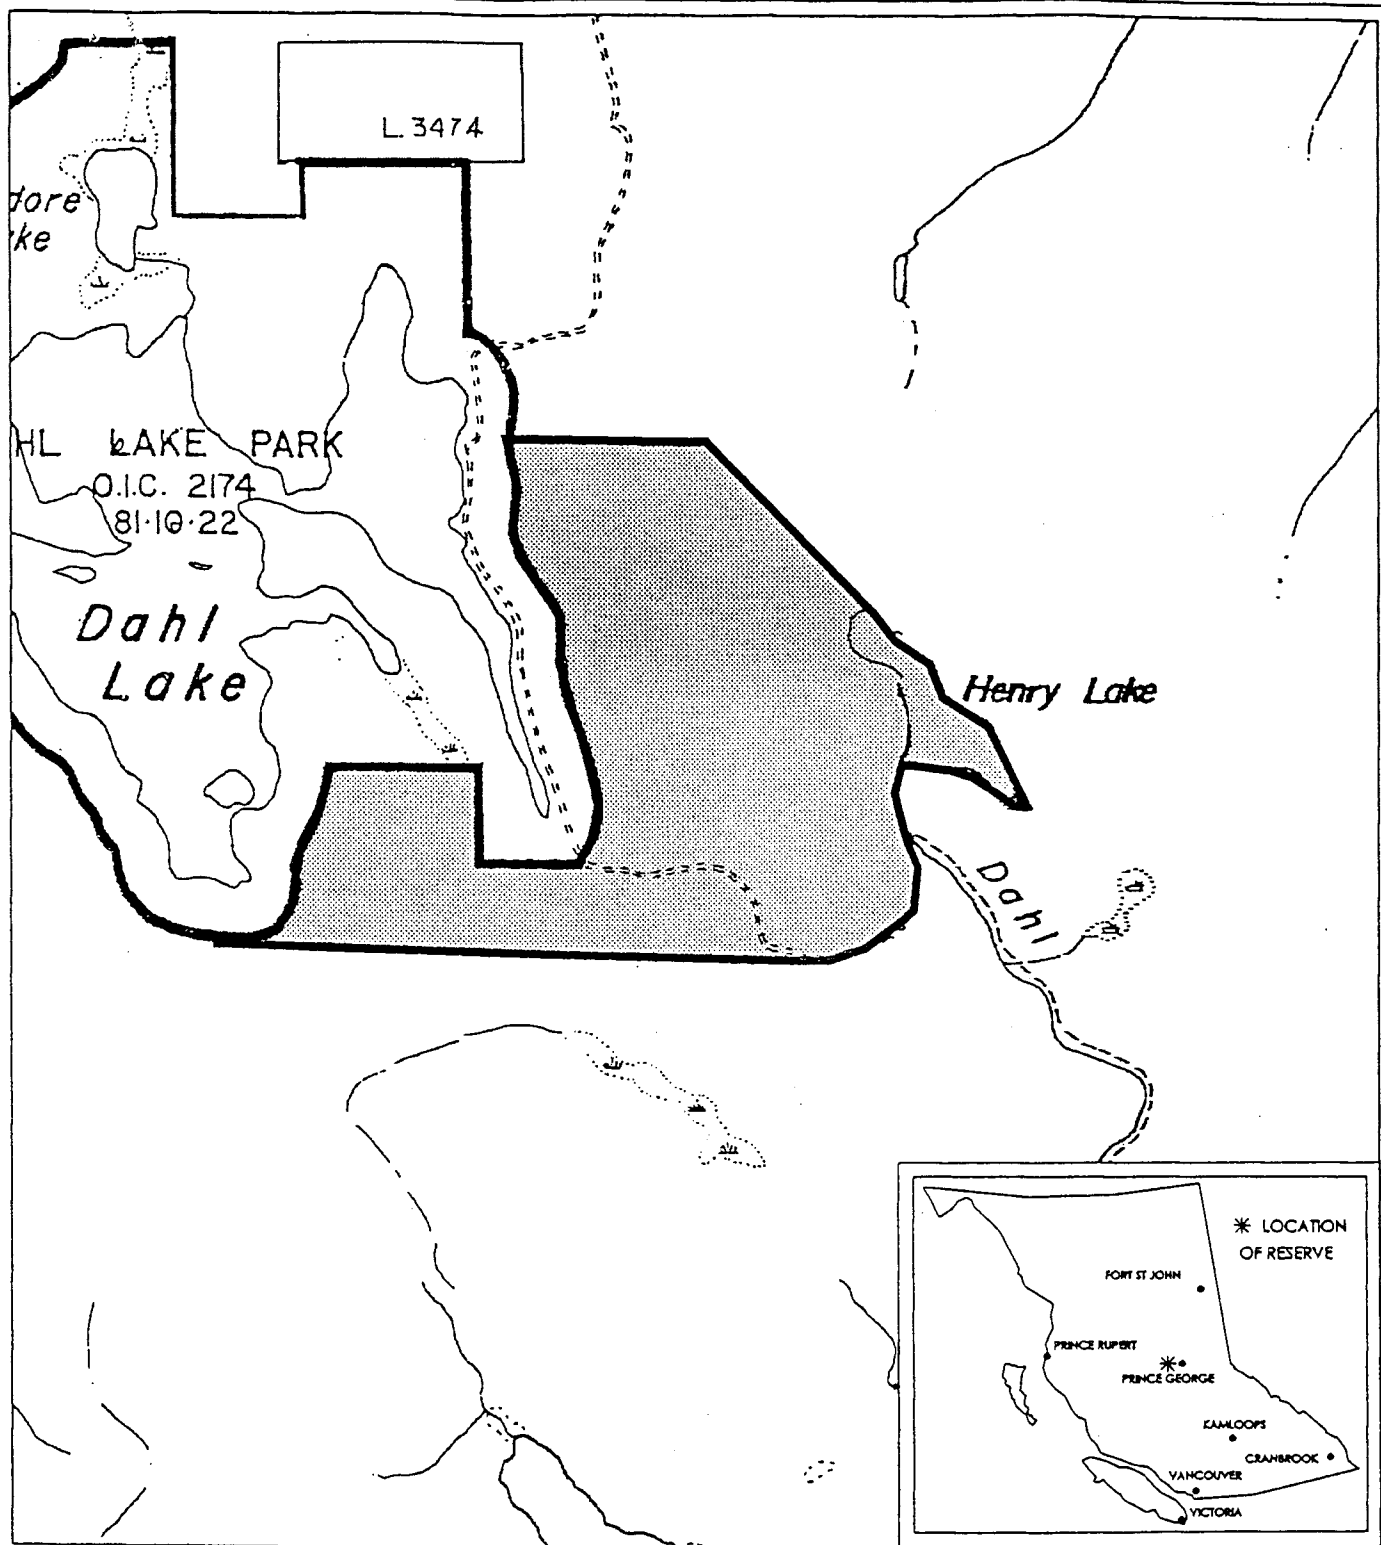 L. 3474
dore
ke
HL LAKE PARK
O.I.C. 2174
81·10·22
Dahl
Lake
Henry Lake
Dahl
LOCATION
OF RESERVE
FORT ST JOHN
PRINCE RUPERT
PRINCE GEORGE
KAMLOOPS
CRANBROOK
VANCOUVER
VICTORIA